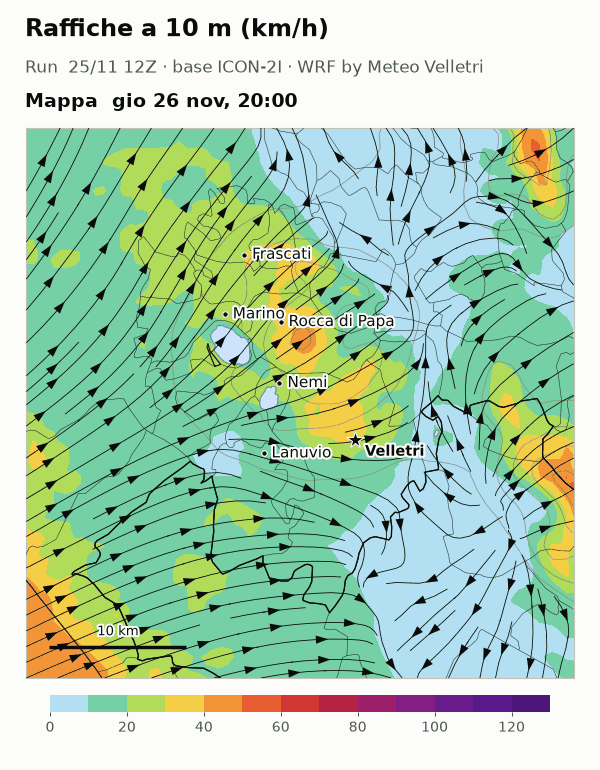 Raffiche a 10 m (km/h)
Run  25/11 12Z · base ICON-2I · WRF by Meteo Velletri
Mappa  gio 26 nov, 20:00
Frascati
Marino
Rocca di Papa
Nemi
Velletri
Lanuvio
10 km
0 20 40 60 80 100 120